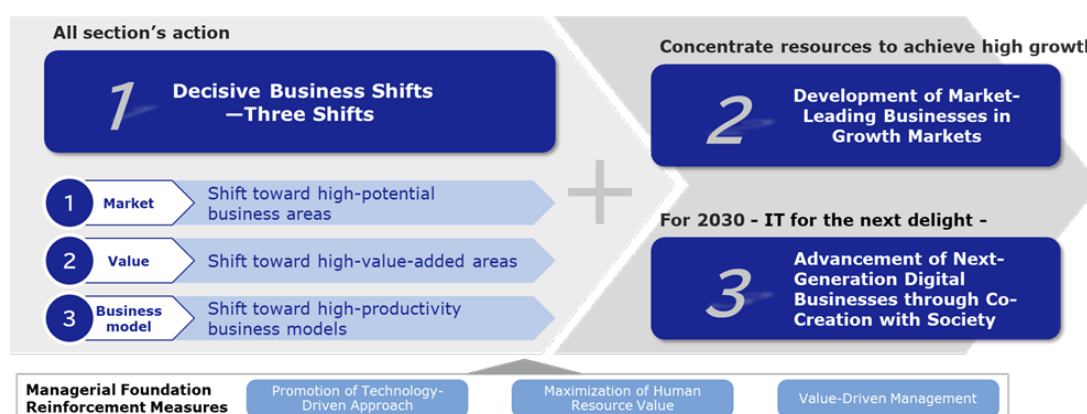 All section's action
1
Decisive Business Shifts
—Three Shifts
1
Market
Shift toward high-potential
business areas
2
Value
Shift toward high-value-added areas
3
Business
model
Shift toward high-productivity
business models
+
Concentrate resources to achieve high growth
2
Development of Market-
Leading Businesses in
Growth Markets
For 2030 - IT for the next delight -
3
Advancement of Next-
Generation Digital
Businesses through Co-
Creation with Society
Managerial Foundation
Reinforcement Measures
Promotion of Technology-
Driven Approach
Maximization of Human
Resource Value
Value-Driven Management